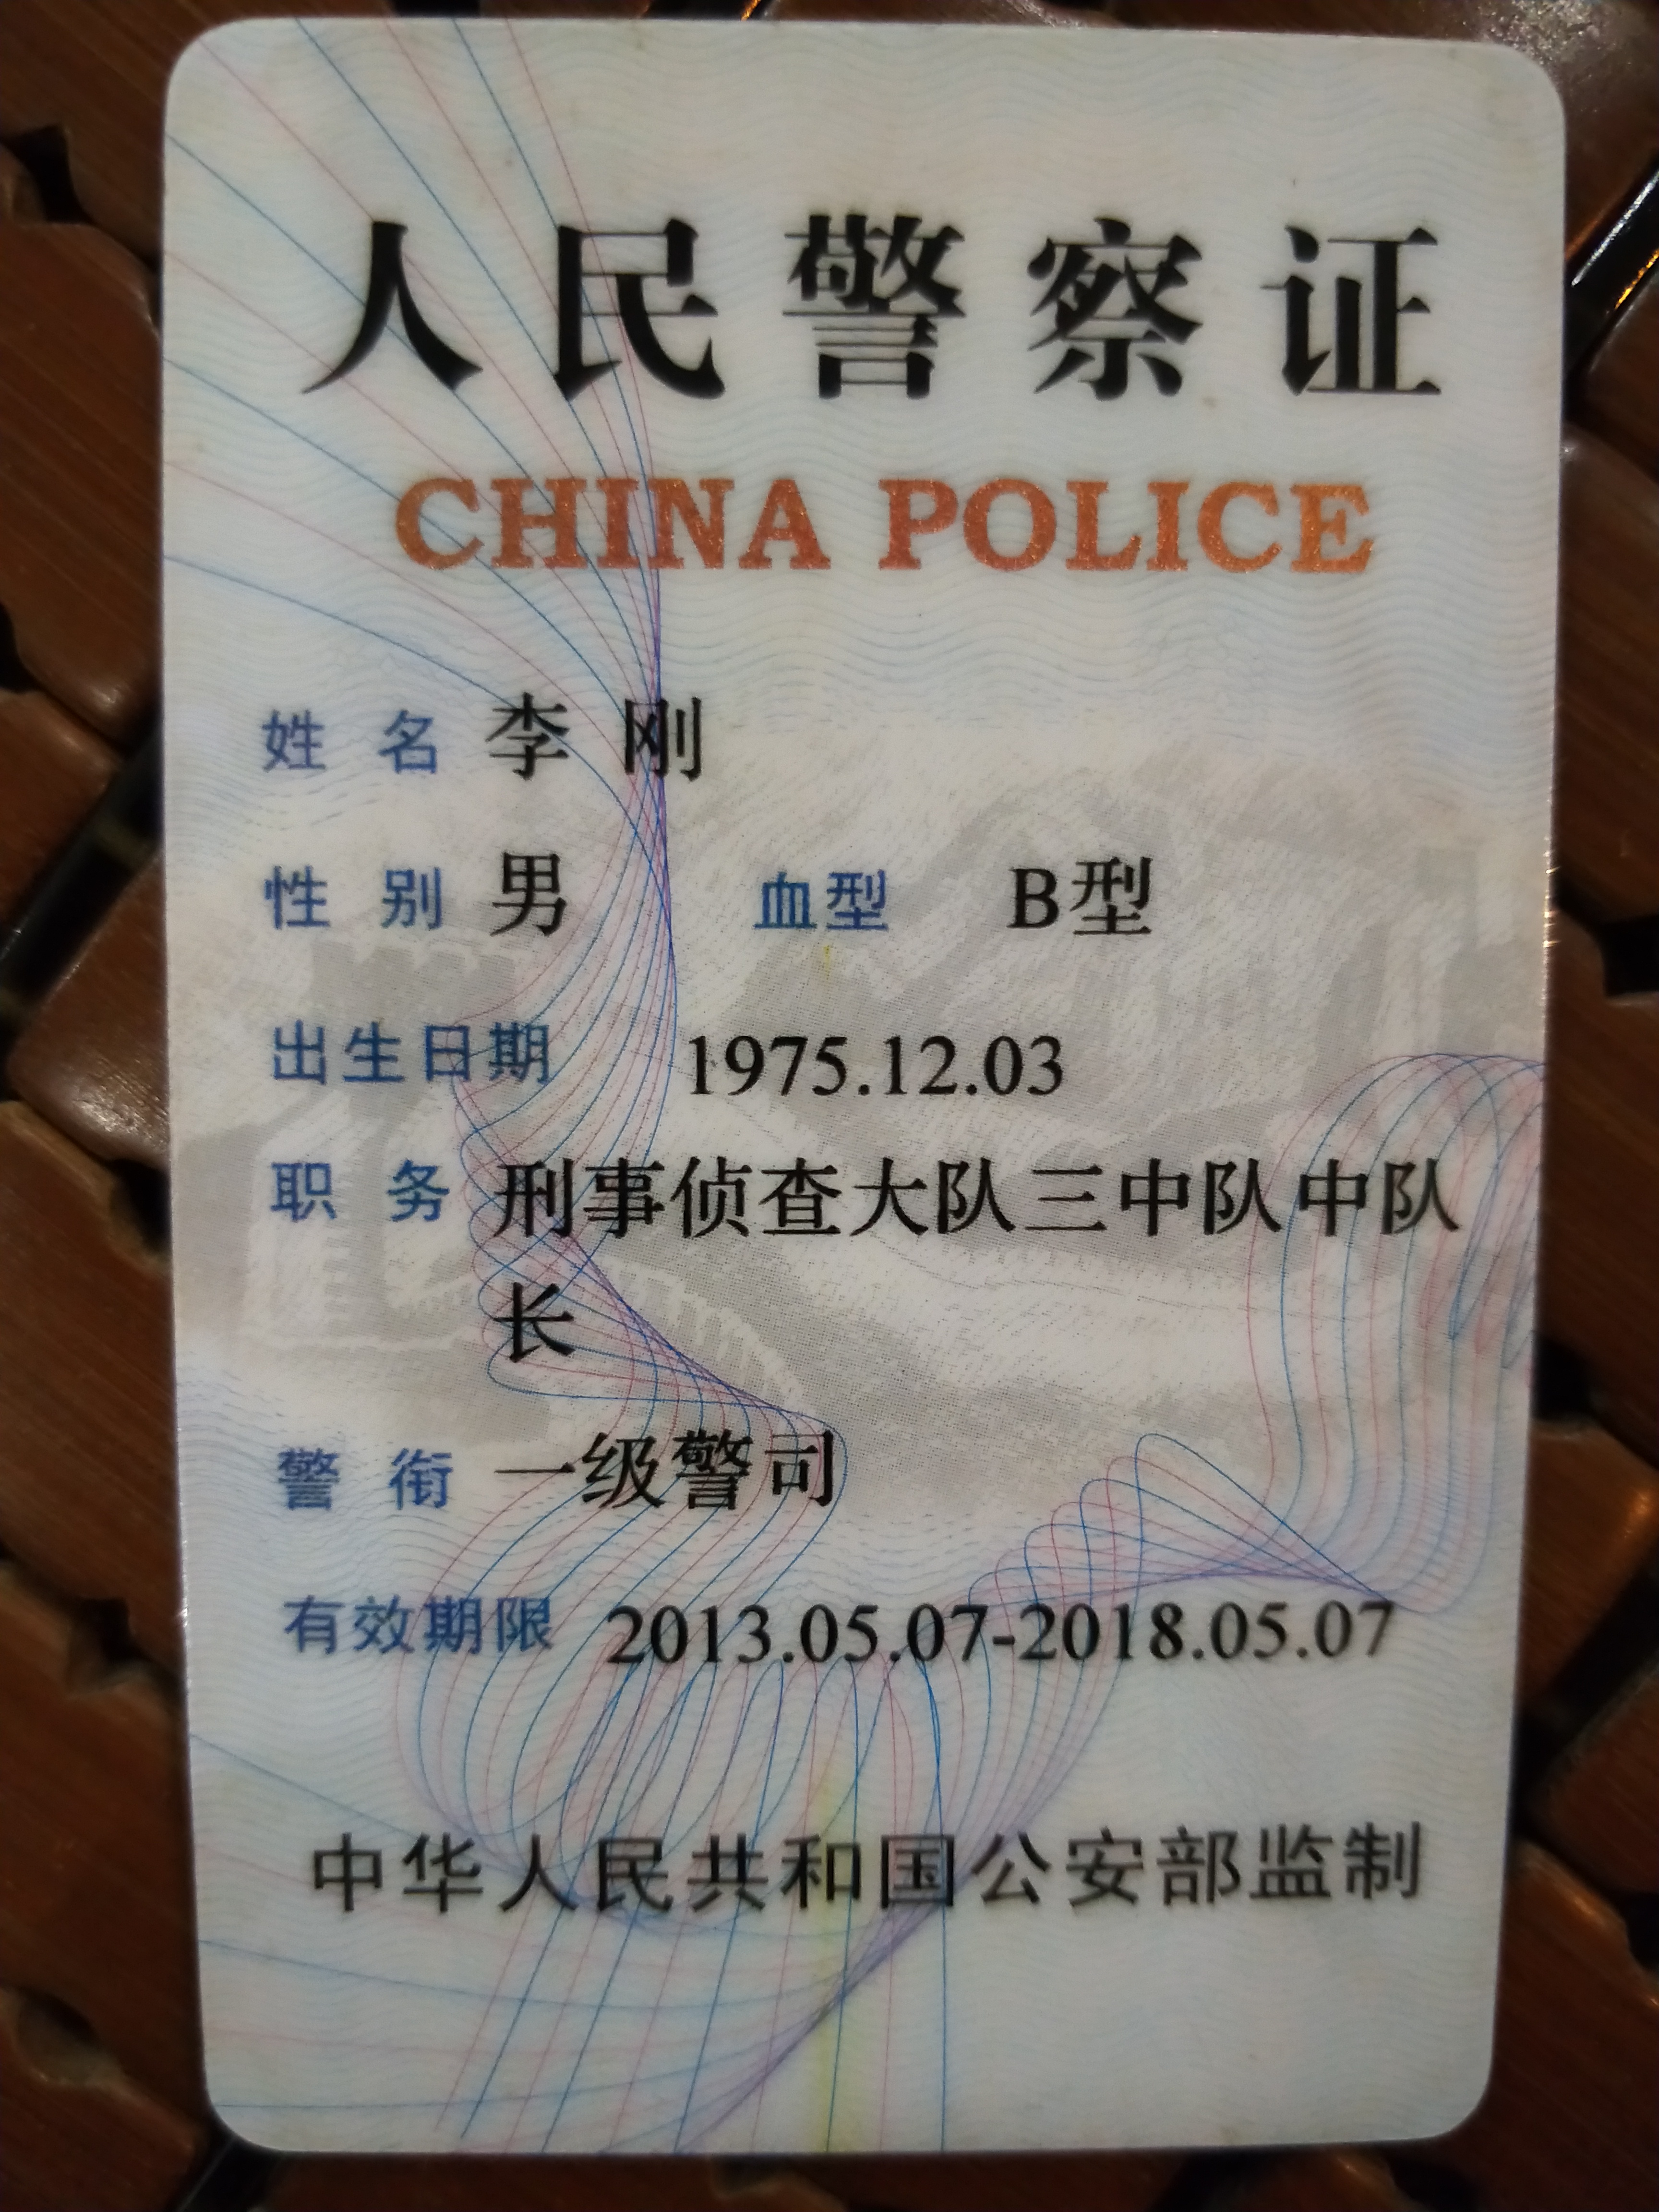 人民警察证
CHINA POLICE
姓名 李刚
性别 男 血型 B型
出生日期 1975.12.03
职务 刑事侦查大队三中队中队
长
警衔 一级警司
有效期限 2013.05.07-2018.05.07
中华人民共和国公安部监制